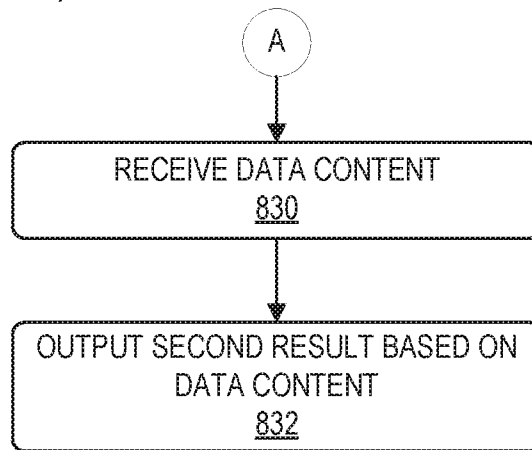 A
RECEIVE DATA CONTENT
830
OUTPUT SECOND RESULT BASED ON
DATA CONTENT
832